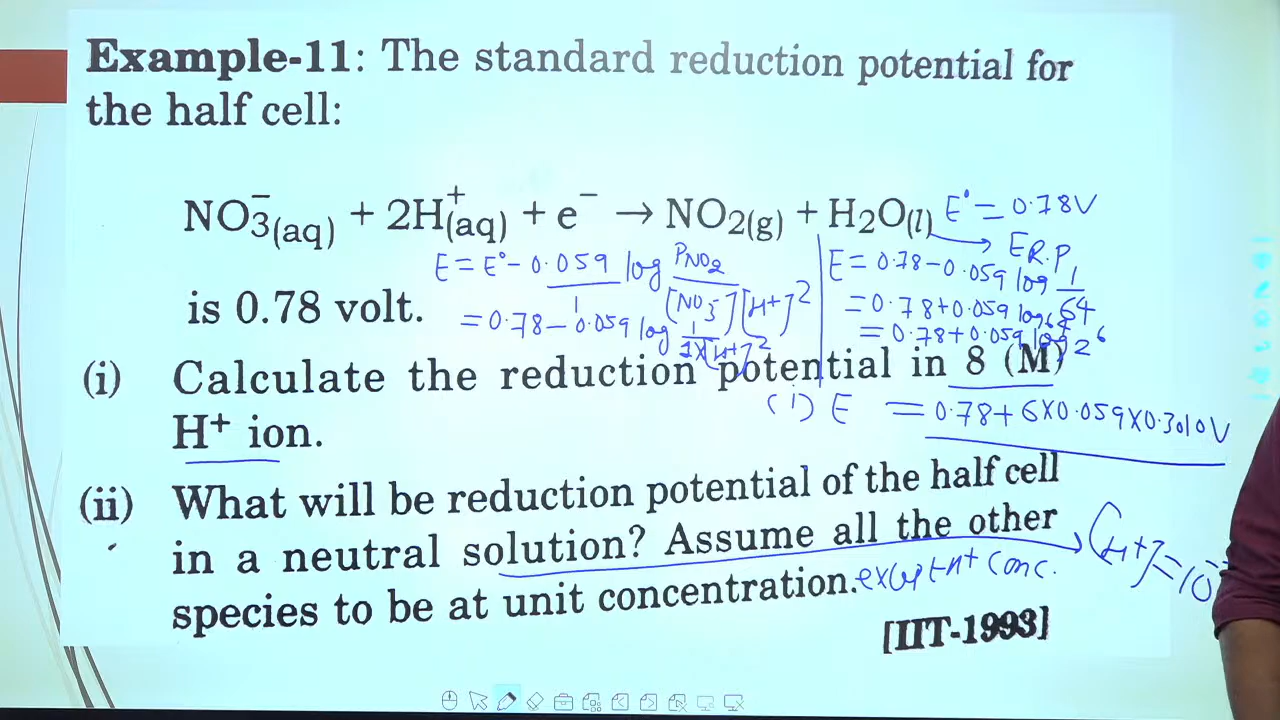 Example-11: The standard reduction potential for
the half cell:
NO₃⁻(aq) + 2H⁺(aq) + e⁻ → NO₂(g) + H₂O(l) E° = 0.78V
E.R.P
E = E° - 0.059/1 log PNO₂/[NO₃⁻][H⁺]²
= 0.78 - 0.059 log 1/1×[H⁺]²
E = 0.78 - 0.059 log 1/64
= 0.78 + 0.059 log 64
= 0.78 + 0.059 log 2⁶
is 0.78 volt.
(i) Calculate the reduction potential in 8 (M)
H⁺ ion.
(i) E = 0.78 + 6×0.059×0.3010V
(ii) What will be reduction potential of the half cell
in a neutral solution? Assume all the other
species to be at unit concentration. except H⁺ conc.
[H⁺] = 10
[IIT-1993]